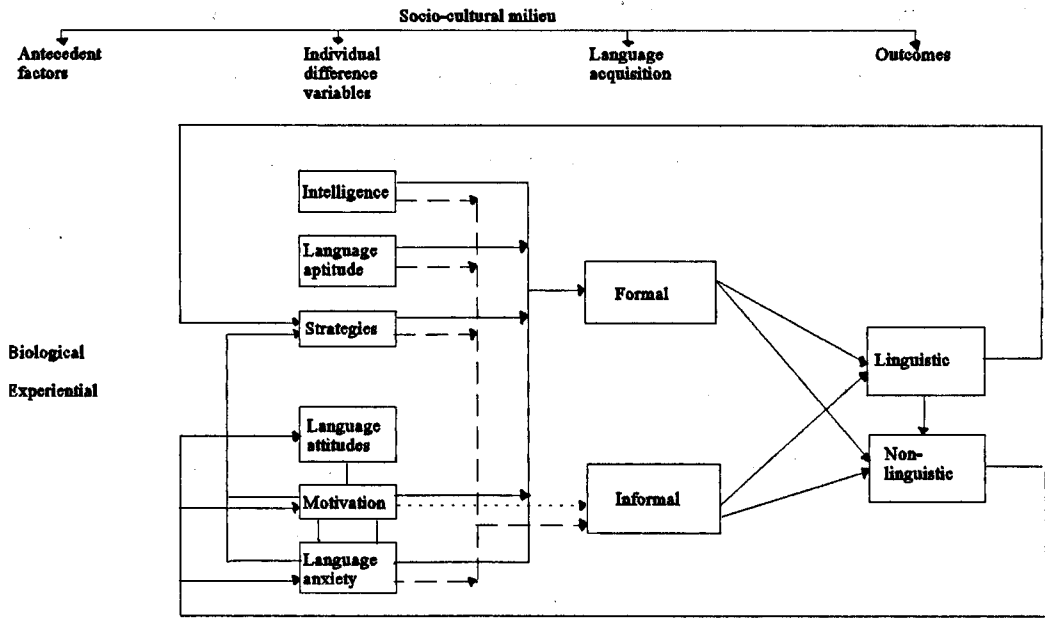 Socio-cultural milieu
Antecedent
factors
Individual
difference
variables
Language
acquisition
Outcomes
Intelligence
Language
aptitude
Strategies
Biological
Experiential
Language
attitudes
Motivation
Language
anxiety
Formal
Informal
Linguistic
Non-
linguistic